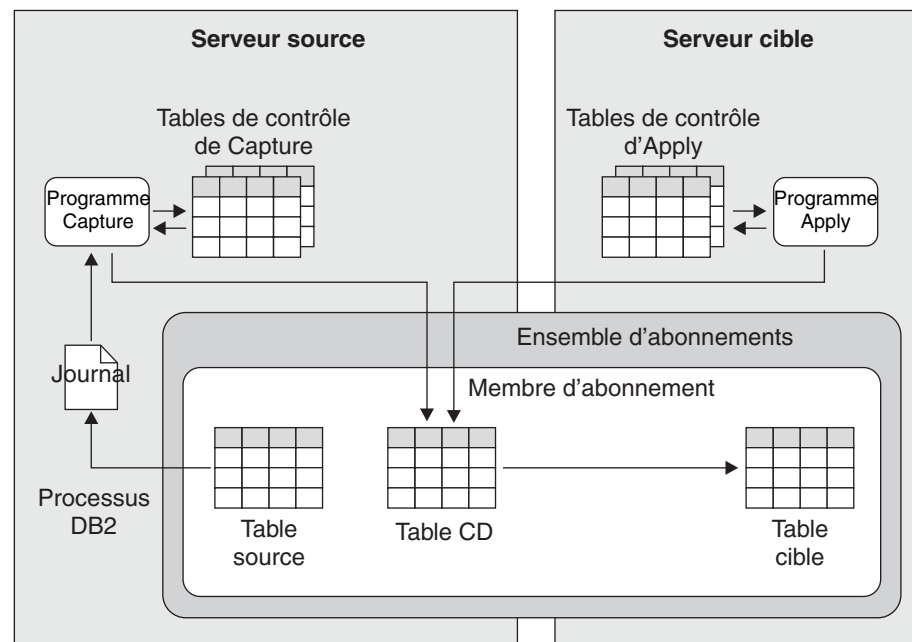 Serveur source
Serveur cible
Tables de contrôle
de Capture
Tables de contrôle
d'Apply
Programme
Capture
Programme
Apply
Ensemble d'abonnements
Journal
Membre d'abonnement
Processus
DB2
Table
source
Table CD
Table
cible